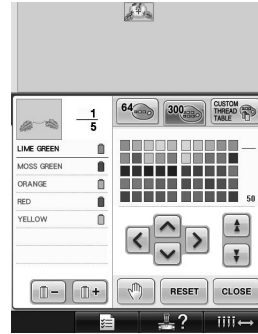 1
5
64
300
CUSTOM
THREAD
TABLE
LIME GREEN
MOSS GREEN
ORANGE
RED
YELLOW
50
−
+
RESET
CLOSE
?